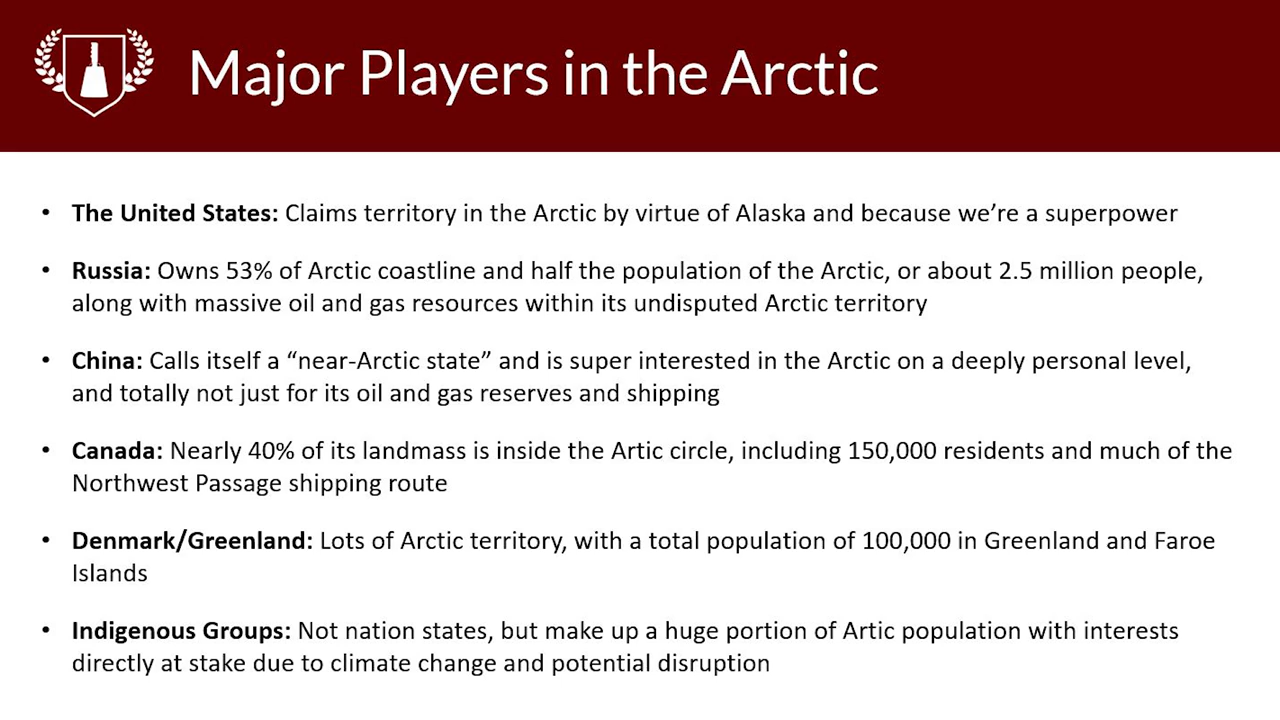 Major Players in the Arctic
• The United States: Claims territory in the Arctic by virtue of Alaska and because we’re a superpower
• Russia: Owns 53% of Arctic coastline and half the population of the Arctic, or about 2.5 million people,
along with massive oil and gas resources within its undisputed Arctic territory
• China: Calls itself a “near-Arctic state” and is super interested in the Arctic on a deeply personal level,
and totally not just for its oil and gas reserves and shipping
• Canada: Nearly 40% of its landmass is inside the Artic circle, including 150,000 residents and much of the
Northwest Passage shipping route
• Denmark/Greenland: Lots of Arctic territory, with a total population of 100,000 in Greenland and Faroe
Islands
• Indigenous Groups: Not nation states, but make up a huge portion of Artic population with interests
directly at stake due to climate change and potential disruption